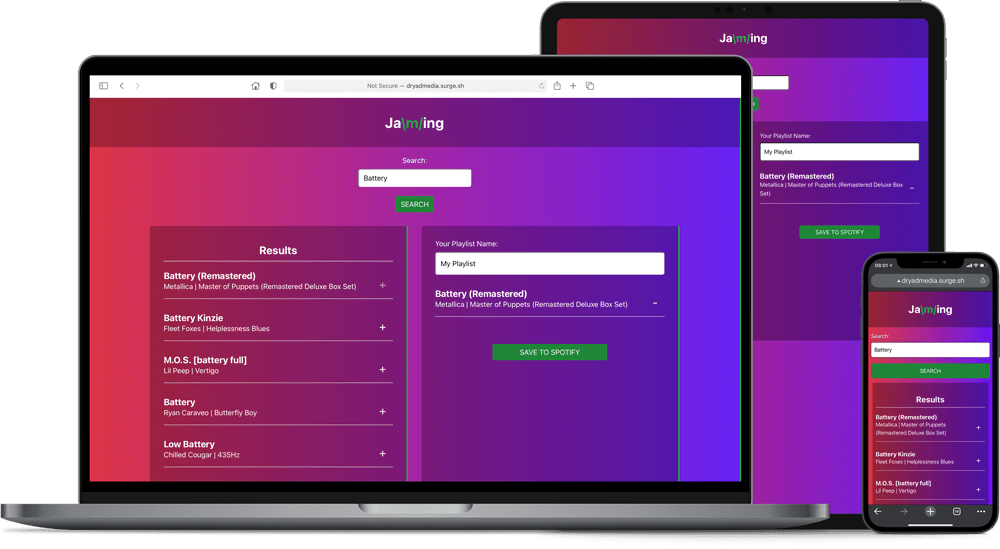 Not Secure — dryadmedia.surge.sh
Ja\m/ing
Search:
Battery
SEARCH
Results
Battery (Remastered)
Metallica | Master of Puppets (Remastered Deluxe Box Set)
+
Battery Kinzie
Fleet Foxes | Helplessness Blues
+
M.O.S. [battery full]
Lil Peep | Vertigo
+
Battery
Ryan Caraveo | Butterfly Boy
+
Low Battery
Chilled Cougar | 435Hz
+
Your Playlist Name:
My Playlist
Battery (Remastered)
Metallica | Master of Puppets (Remastered Deluxe Box Set)
-
SAVE TO SPOTIFY
Ja\m/ing
Your Playlist Name:
My Playlist
Battery (Remastered)
Metallica | Master of Puppets (Remastered Deluxe Box
Set)
-
SAVE TO SPOTIFY
06:01
dryadmedia.surge.sh
Ja\m/ing
Search:
Battery
SEARCH
Results
Battery (Remastered)
Metallica | Master of Puppets
(Remastered Deluxe Box Set)
+
Battery Kinzie
Fleet Foxes | Helplessness Blues
+
M.O.S. [battery full]
Lil Peep | Vertigo
+